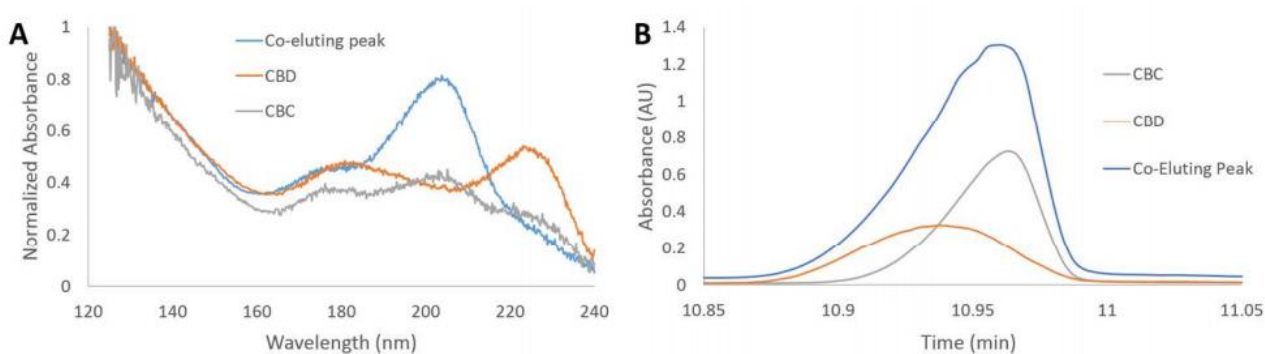 A
Co-eluting peak
CBD
CBC
Normalized Absorbance
1
0.8
0.6
0.4
0.2
0
120 140 160 180 200 220 240
Wavelength (nm)
B
CBC
CBD
Co-Eluting Peak
Absorbance (AU)
1.4
1.2
1
0.8
0.6
0.4
0.2
0
10.85 10.9 10.95 11 11.05
Time (min)